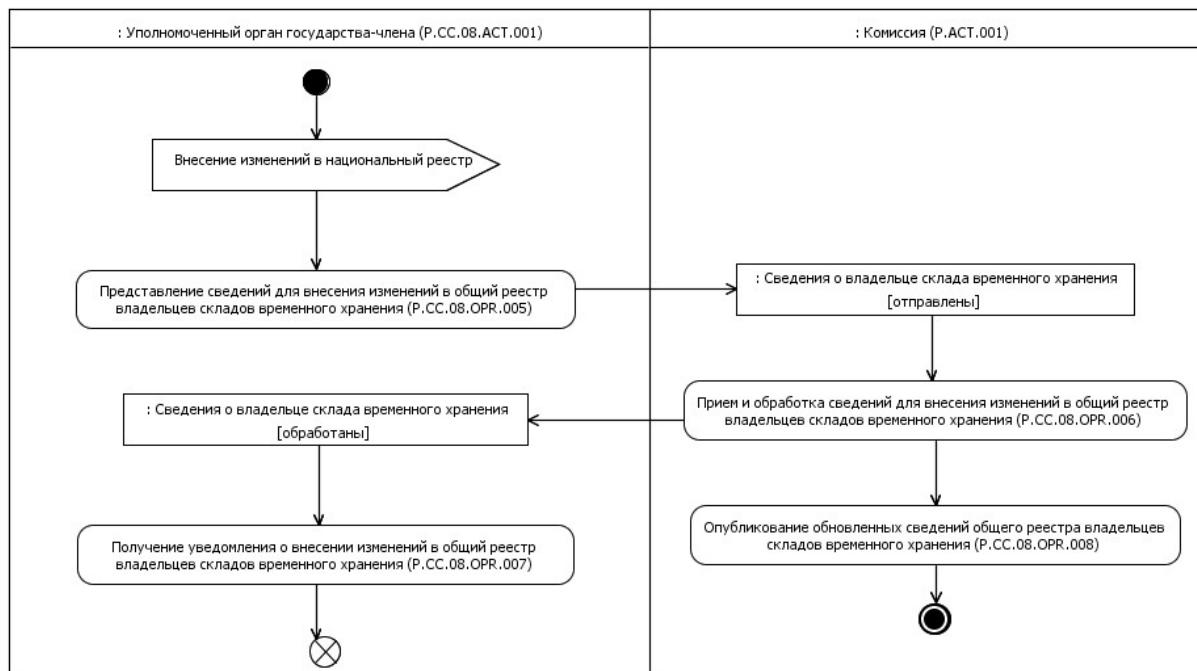 : Уполномоченный орган государства-члена (P.CC.08.ACT.001)
: Комиссия (P.ACT.001)
Внесение изменений в национальный реестр
Представление сведений для внесения изменений в общий реестр
владельцев складов временного хранения (P.CC.08.OPR.005)
: Сведения о владельце склада временного хранения
[отправлены]
Прием и обработка сведений для внесения изменений в общий реестр
владельцев складов временного хранения (P.CC.08.OPR.006)
: Сведения о владельце склада временного хранения
[обработаны]
Получение уведомления о внесении изменений в общий реестр
владельцев складов временного хранения (P.CC.08.OPR.007)
Опубликование обновленных сведений общего реестра владельцев
складов временного хранения (P.CC.08.OPR.008)